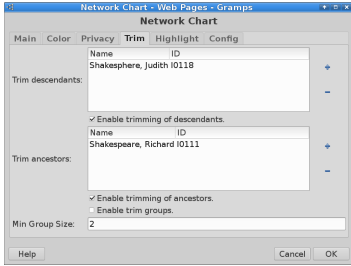 Network Chart - Web Pages - Gramps
Network Chart
Main Color Privacy Trim Highlight Config
Name ID
Shakesphere, Judith I0118
Trim descendants:
Enable trimming of descendants.
Name ID
Shakespeare, Richard I0111
Trim ancestors:
Enable trimming of ancestors.
Enable trim groups.
Min Group Size: 2
Help Cancel OK